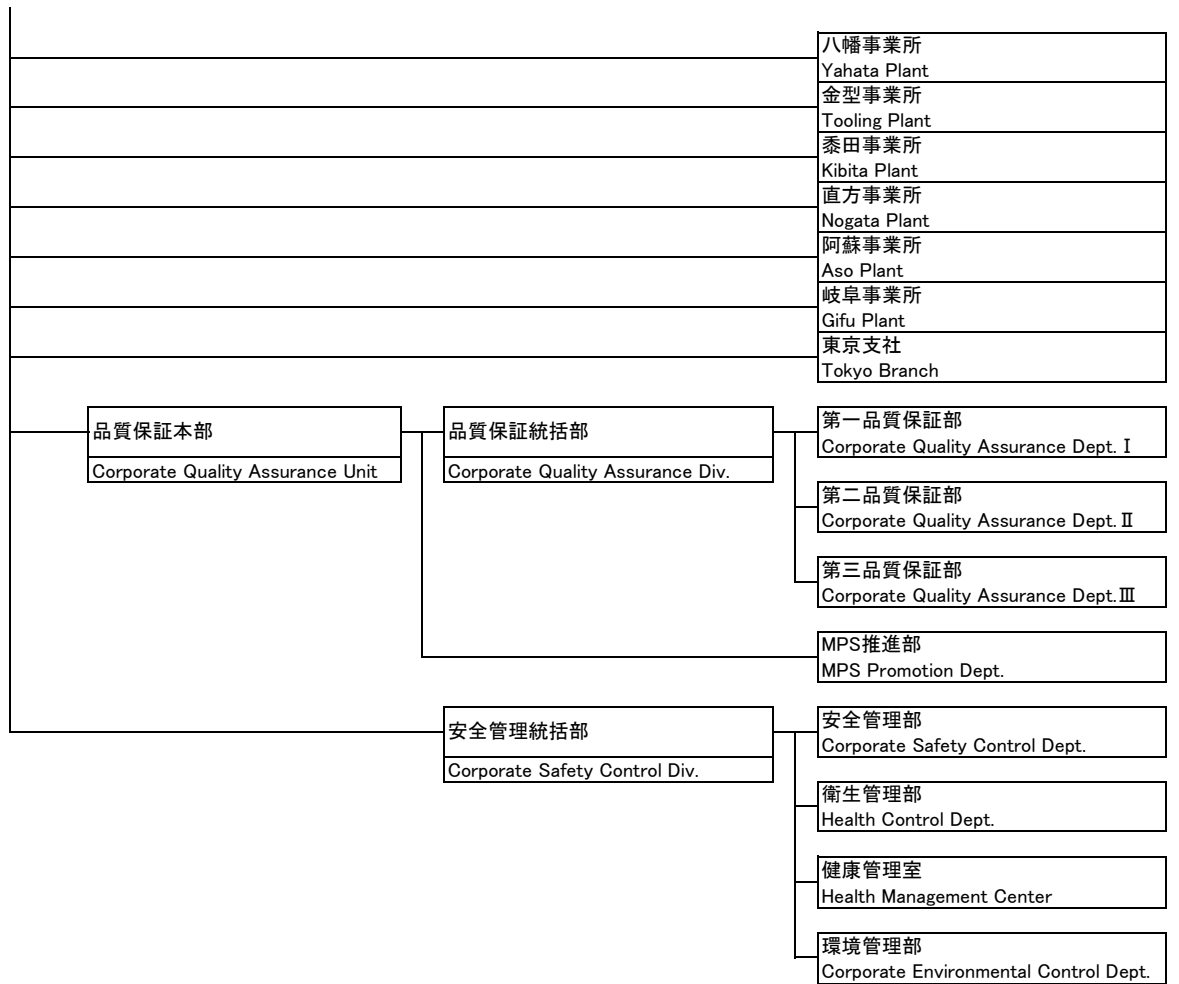 八幡事業所
Yahata Plant
金型事業所
Tooling Plant
黍田事業所
Kibita Plant
直方事業所
Nogata Plant
阿蘇事業所
Aso Plant
岐阜事業所
Gifu Plant
東京支社
Tokyo Branch
品質保証本部
Corporate Quality Assurance Unit
品質保証統括部
Corporate Quality Assurance Div.
第一品質保証部
Corporate Quality Assurance Dept. Ⅰ
第二品質保証部
Corporate Quality Assurance Dept.Ⅱ
第三品質保証部
Corporate Quality Assurance Dept.Ⅲ
MPS推進部
MPS Promotion Dept.
安全管理統括部
Corporate Safety Control Div.
安全管理部
Corporate Safety Control Dept.
衛生管理部
Health Control Dept.
健康管理室
Health Management Center
環境管理部
Corporate Environmental Control Dept.